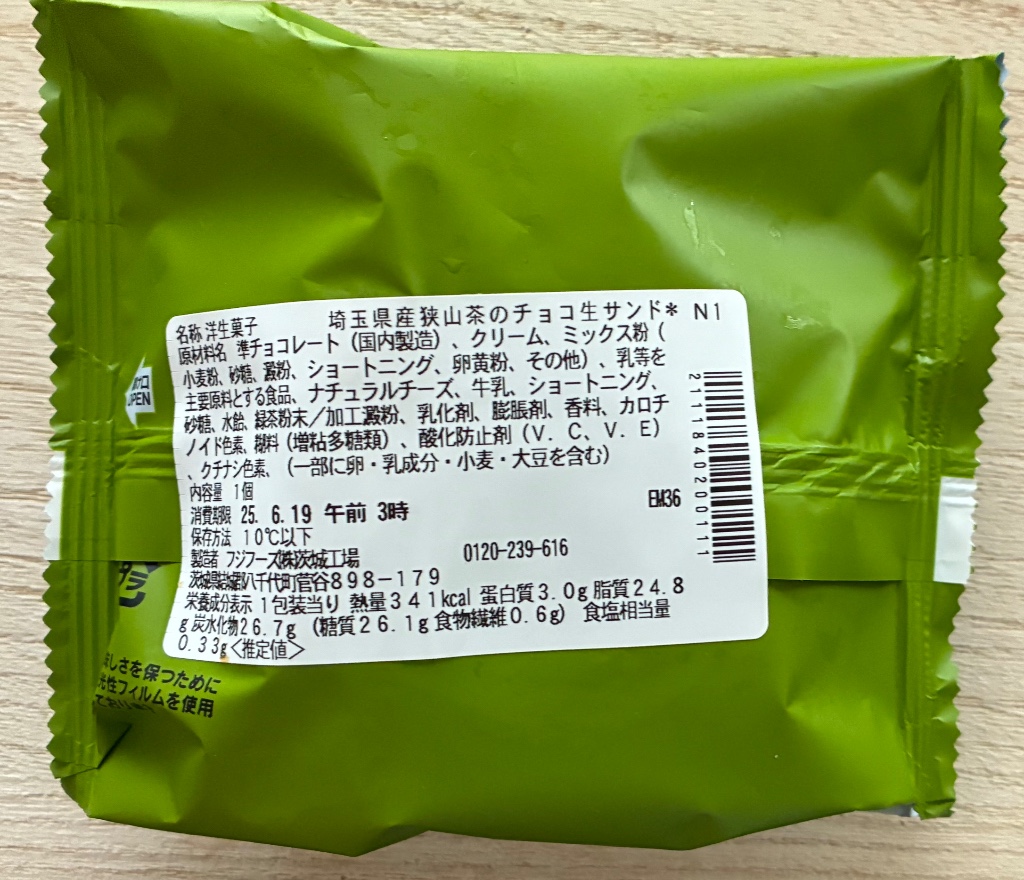 埼玉県産狭山茶のチョコ生サンド* N1
名称 洋生菓子
原材料名 準チョコレート（国内製造）、クリーム、ミックス粉（
小麦粉、砂糖、澱粉、ショートニング、卵黄粉、その他）、乳等を
主要原料とする食品、ナチュラルチーズ、牛乳、ショートニング、
砂糖、水飴、緑茶粉末／加工澱粉、乳化剤、膨脹剤、香料、カロチ
ノイド色素、糊料（増粘多糖類）、酸化防止剤（V．C、V．E）
、クチナシ色素、（一部に卵・乳成分・小麦・大豆を含む）
内容量 1個
消費期限 25. 6.19 午前 3時
EM36
保存方法 10℃以下
製造者 フジフーズ㈱茨城工場 0120-239-616
茨城県結城郡八千代町菅谷898-179
栄養成分表示 1包装当り 熱量341kcal 蛋白質3.0g 脂質24.8
g 炭水化物26.7g （糖質26.1g 食物繊維0.6g） 食塩相当量
0.33g<推定値>
2111840200111
OPEN
しさを保つために
光性フィルムを使用